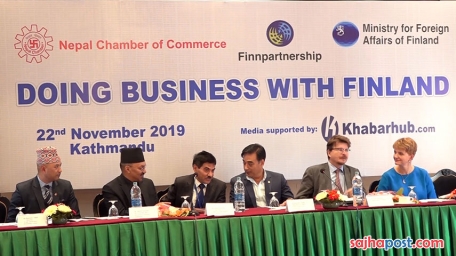 Nepal Chamber of Commerce
Finnpartnership
Ministry for Foreign
Affairs of Finland
DOING BUSINESS WITH FINLAND
22nd November 2019
Kathmandu
Media supported by: Khabarhub.com
sajhapost.com